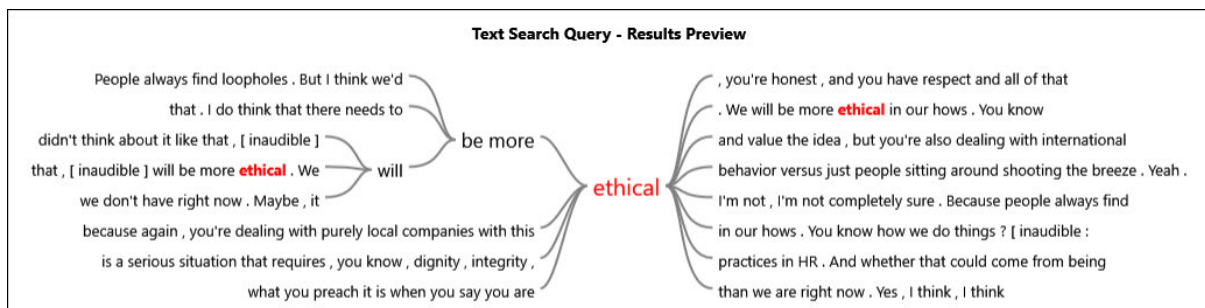 Text Search Query - Results Preview
People always find loopholes . But I think we'd
that . I do think that there needs to
didn't think about it like that , [ inaudible ]
that , [ inaudible ] will be more ethical . We
we don't have right now . Maybe , it
will
be more
because again , you're dealing with purely local companies with this
is a serious situation that requires , you know , dignity , integrity ,
what you preach it is when you say you are
ethical
, you're honest , and you have respect and all of that
. We will be more ethical in our hows . You know
and value the idea , but you're also dealing with international
behavior versus just people sitting around shooting the breeze . Yeah .
I'm not , I'm not completely sure . Because people always find
in our hows . You know how we do things ? [ inaudible :
practices in HR . And whether that could come from being
than we are right now . Yes , I think , I think